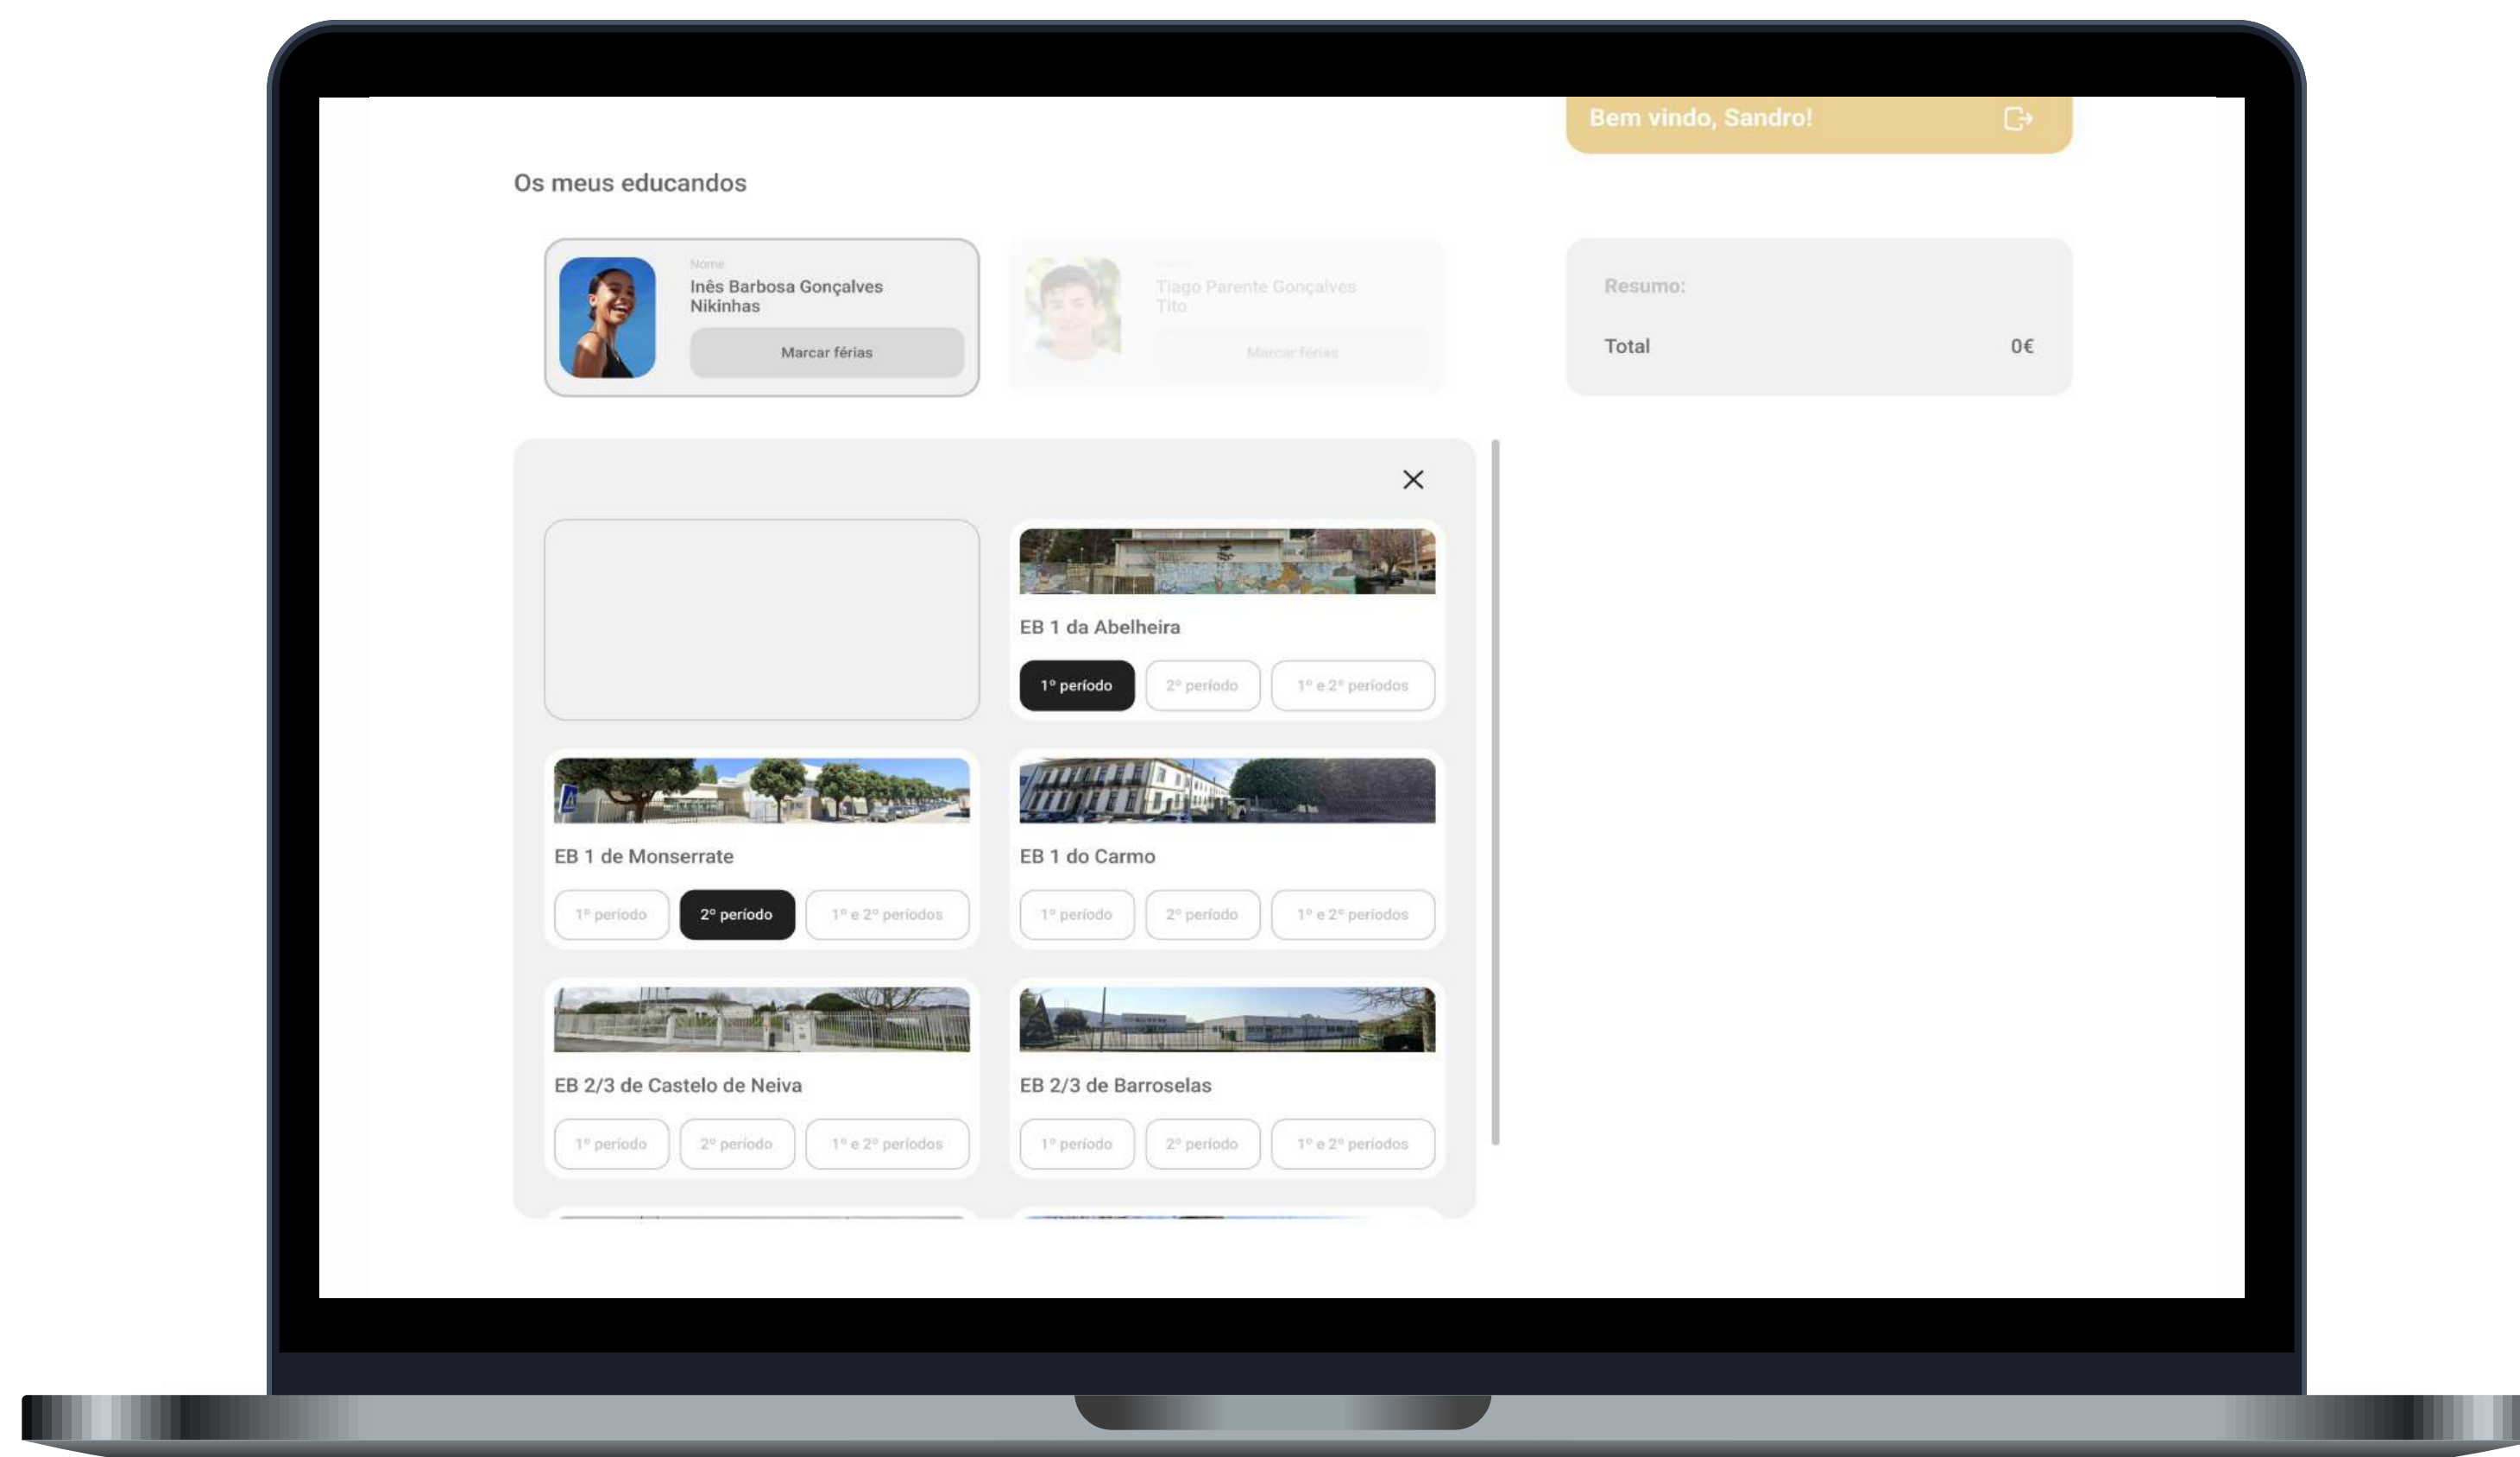 Bem vindo, Sandro!
Os meus educandos
Nome
Inês Barbosa Gonçalves
Nikinhas
Marcar férias
Tiago Parente Gonçalves
Tito
Marcar férias
Resumo:
Total 0€
EB 1 da Abelheira
1º período 2º período 1º e 2º períodos
EB 1 de Monserrate
1º período 2º período 1º e 2º períodos
EB 1 do Carmo
1º período 2º período 1º e 2º períodos
EB 2/3 de Castelo de Neiva
1º período 2º período 1º e 2º períodos
EB 2/3 de Barroselas
1º período 2º período 1º e 2º períodos